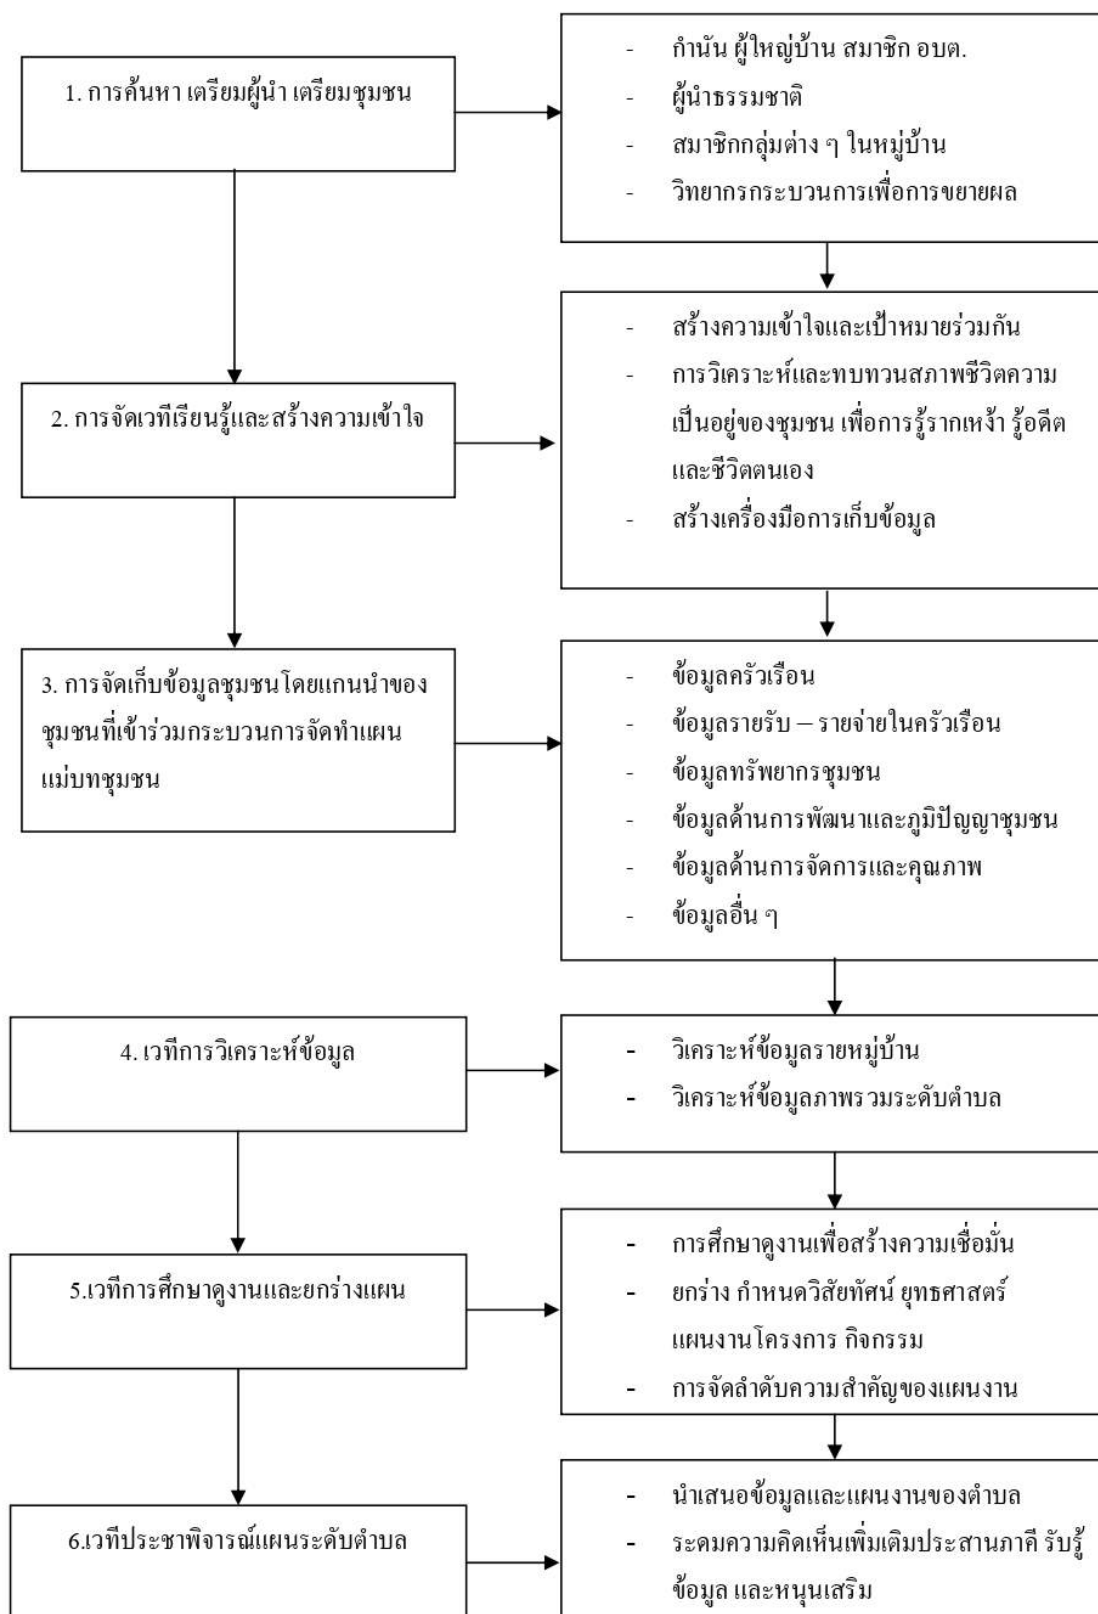 1. การค้นหา เตรียมผู้นำ เตรียมชุมชน
- กำนัน ผู้ใหญ่บ้าน สมาชิก อบต.
- ผู้นำธรรมชาติ
- สมาชิกกลุ่มต่าง ๆ ในหมู่บ้าน
- วิทยากรกระบวนการเพื่อการขยายผล
2. การจัดเวทีเรียนรู้และสร้างความเข้าใจ
- สร้างความเข้าใจและเป้าหมายร่วมกัน
- การวิเคราะห์และทบทวนสภาพชีวิตความ
เป็นอยู่ของชุมชน เพื่อการรู้รากเหง้า รู้อดีต
และชีวิตตนเอง
- สร้างเครื่องมือการเก็บข้อมูล
3. การจัดเก็บข้อมูลชุมชนโดยแกนนำของ
ชุมชนที่เข้าร่วมกระบวนการจัดทำแผน
แม่บทชุมชน
- ข้อมูลครัวเรือน
- ข้อมูลรายรับ – รายจ่ายในครัวเรือน
- ข้อมูลทรัพยากรชุมชน
- ข้อมูลด้านการพัฒนาและภูมิปัญญาชุมชน
- ข้อมูลด้านการจัดการและคุณภาพ
- ข้อมูลอื่น ๆ
4. เวทีการวิเคราะห์ข้อมูล
- วิเคราะห์ข้อมูลรายหมู่บ้าน
- วิเคราะห์ข้อมูลภาพรวมระดับตำบล
5.เวทีการศึกษาดูงานและยกร่างแผน
- การศึกษาดูงานเพื่อสร้างความเชื่อมั่น
- ยกร่าง กำหนดวิสัยทัศน์ ยุทธศาสตร์
แผนงานโครงการ กิจกรรม
- การจัดลำดับความสำคัญของแผนงาน
6.เวทีประชาพิจารณ์แผนระดับตำบล
- นำเสนอข้อมูลและแผนงานของตำบล
- ระดมความคิดเห็นเพิ่มเติมประสานภาคี รับรู้
ข้อมูล และหนุนเสริม